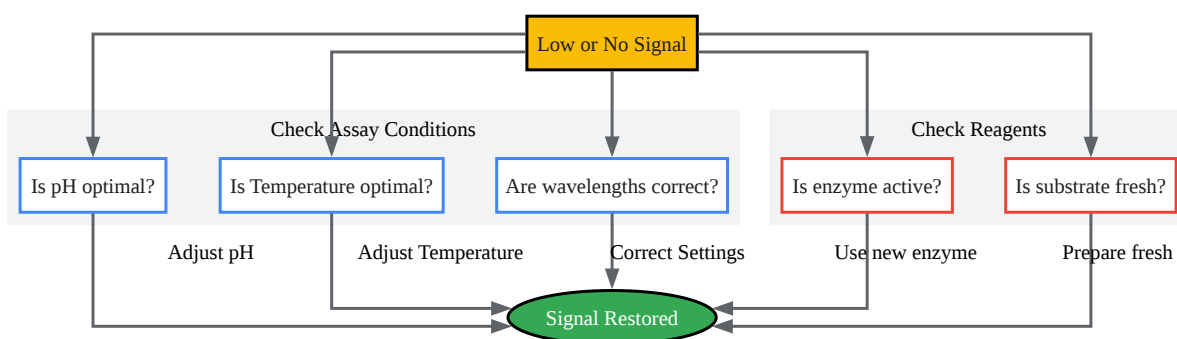 Low or No Signal
Check Assay Conditions
Check Reagents
Is pH optimal?
Is Temperature optimal?
Are wavelengths correct?
Is enzyme active?
Is substrate fresh?
Adjust pH
Adjust Temperature
Correct Settings
Use new enzyme
Prepare fresh
Signal Restored